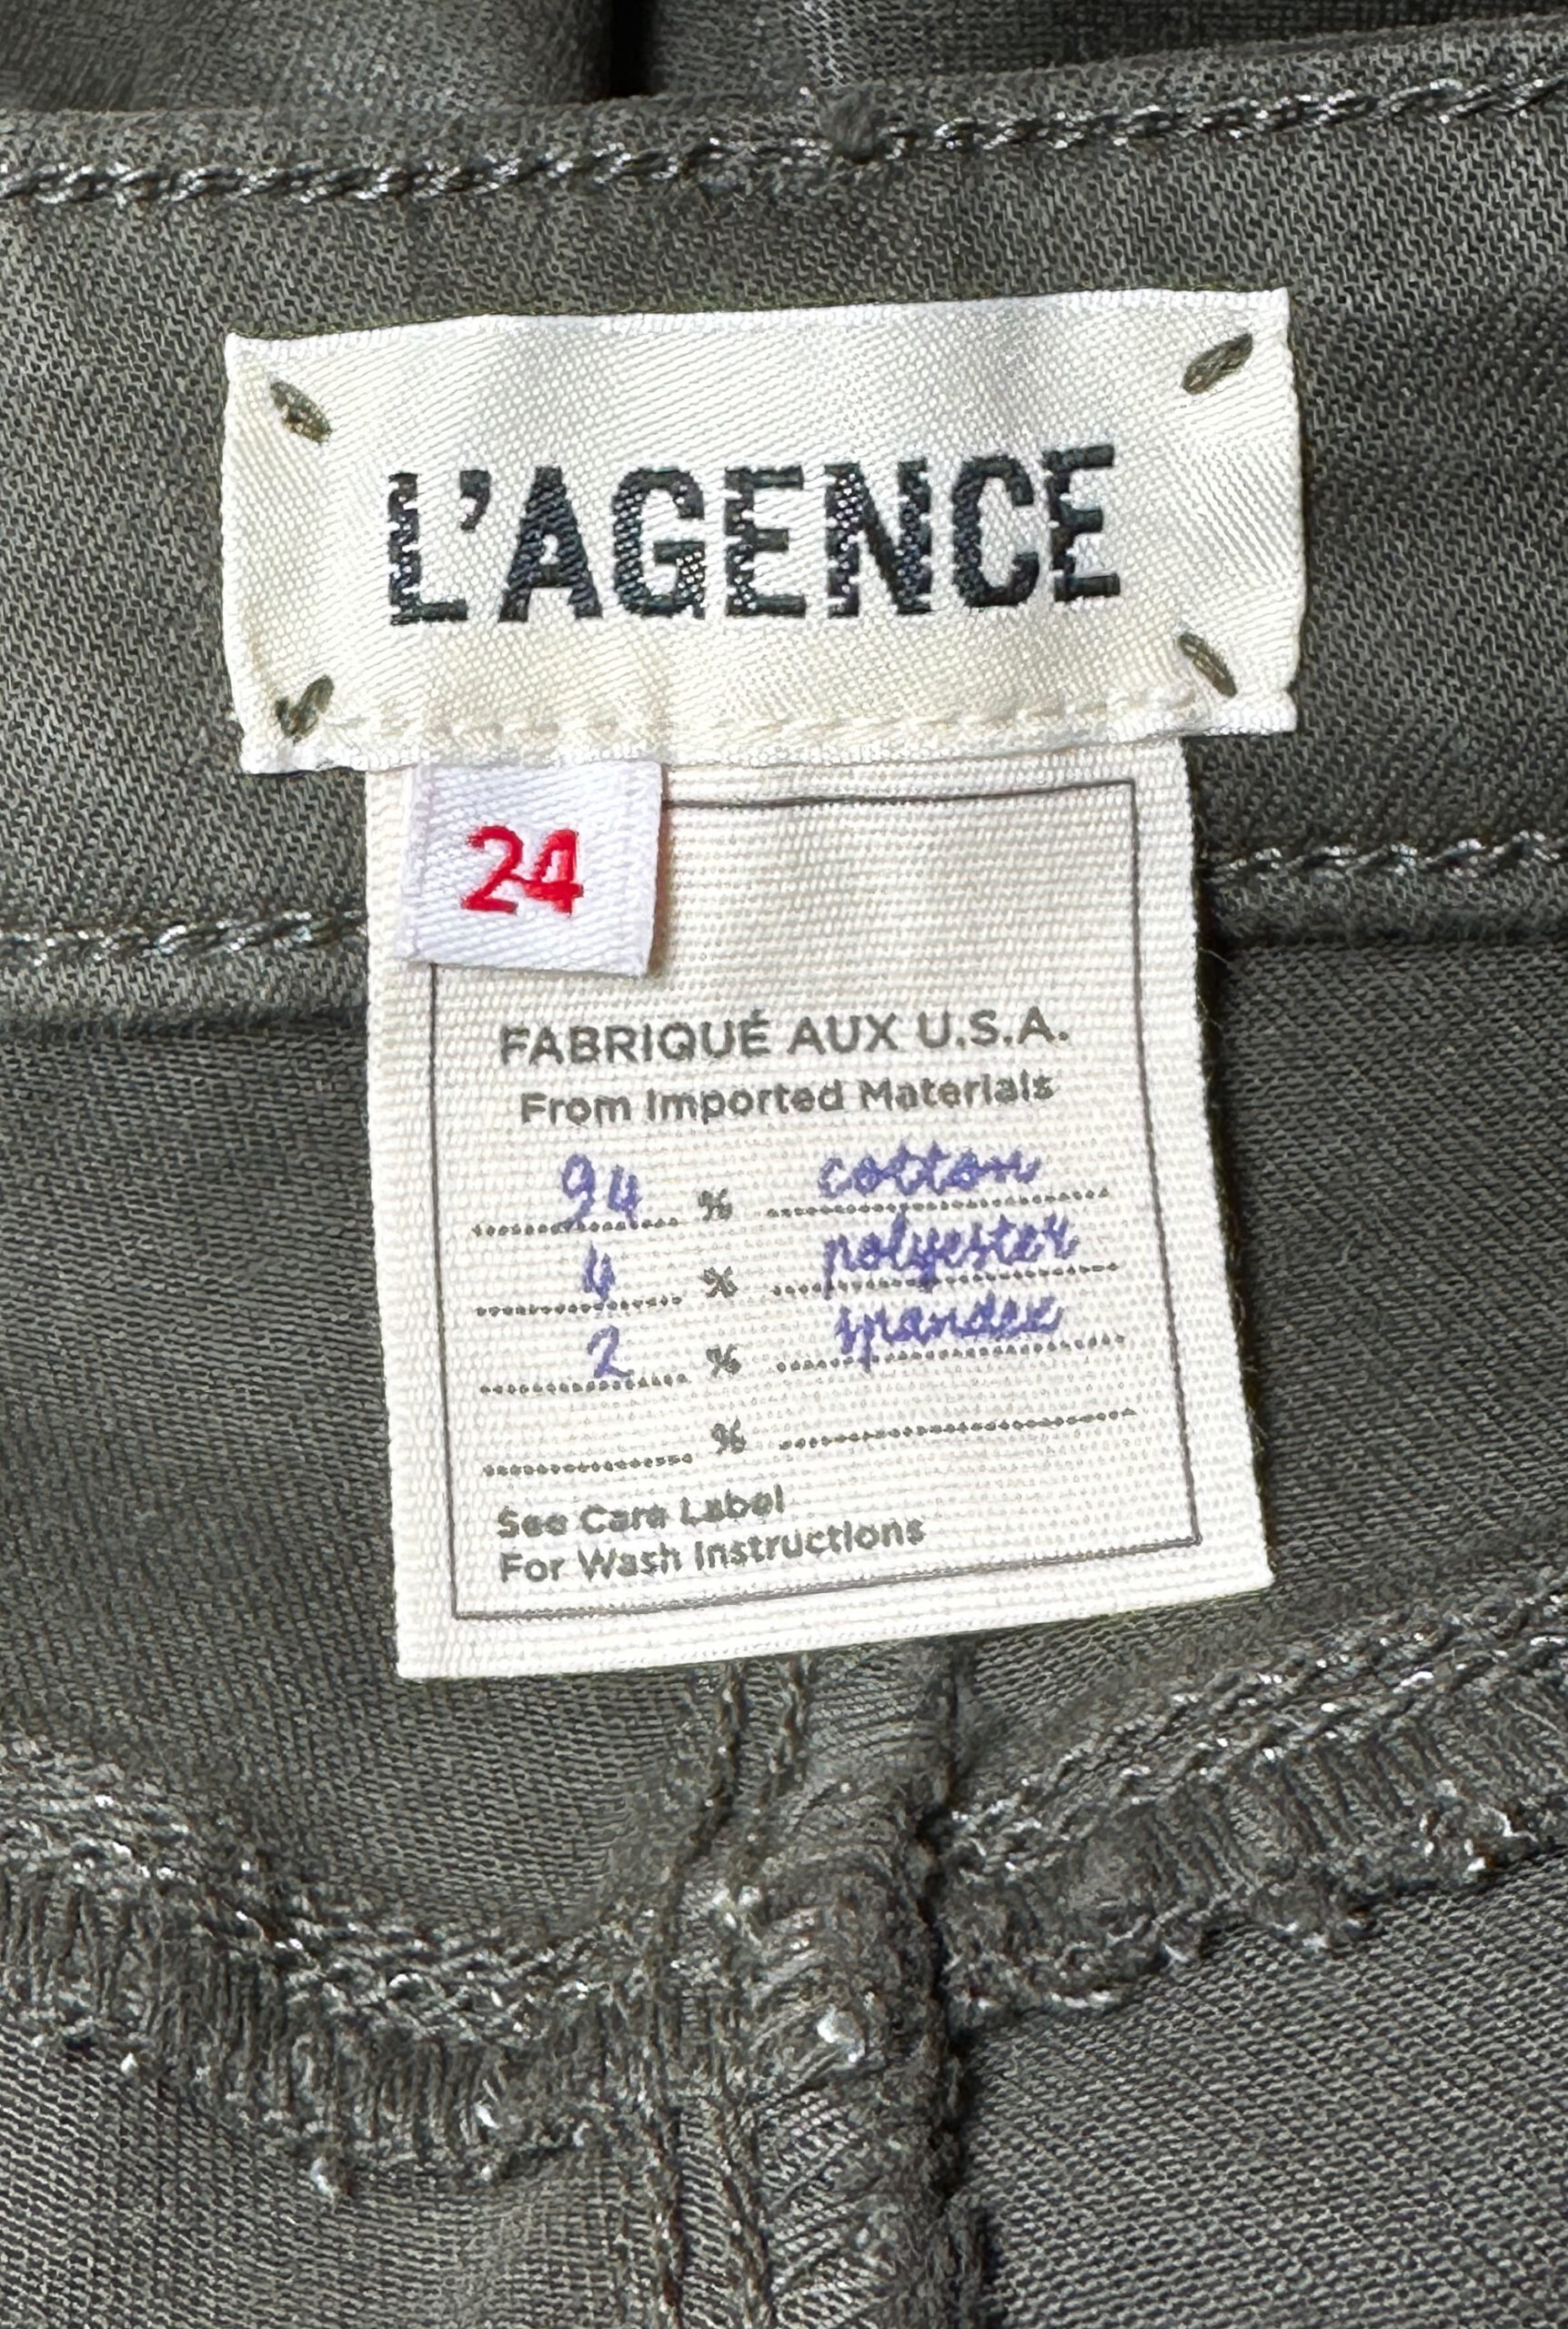 L'AGENCE
24
FABRIQUÉ AUX U.S.A.
From Imported Materials
94 % cotton
4 % polyester
2 % spandex
%
See Care Label
For Wash Instructions